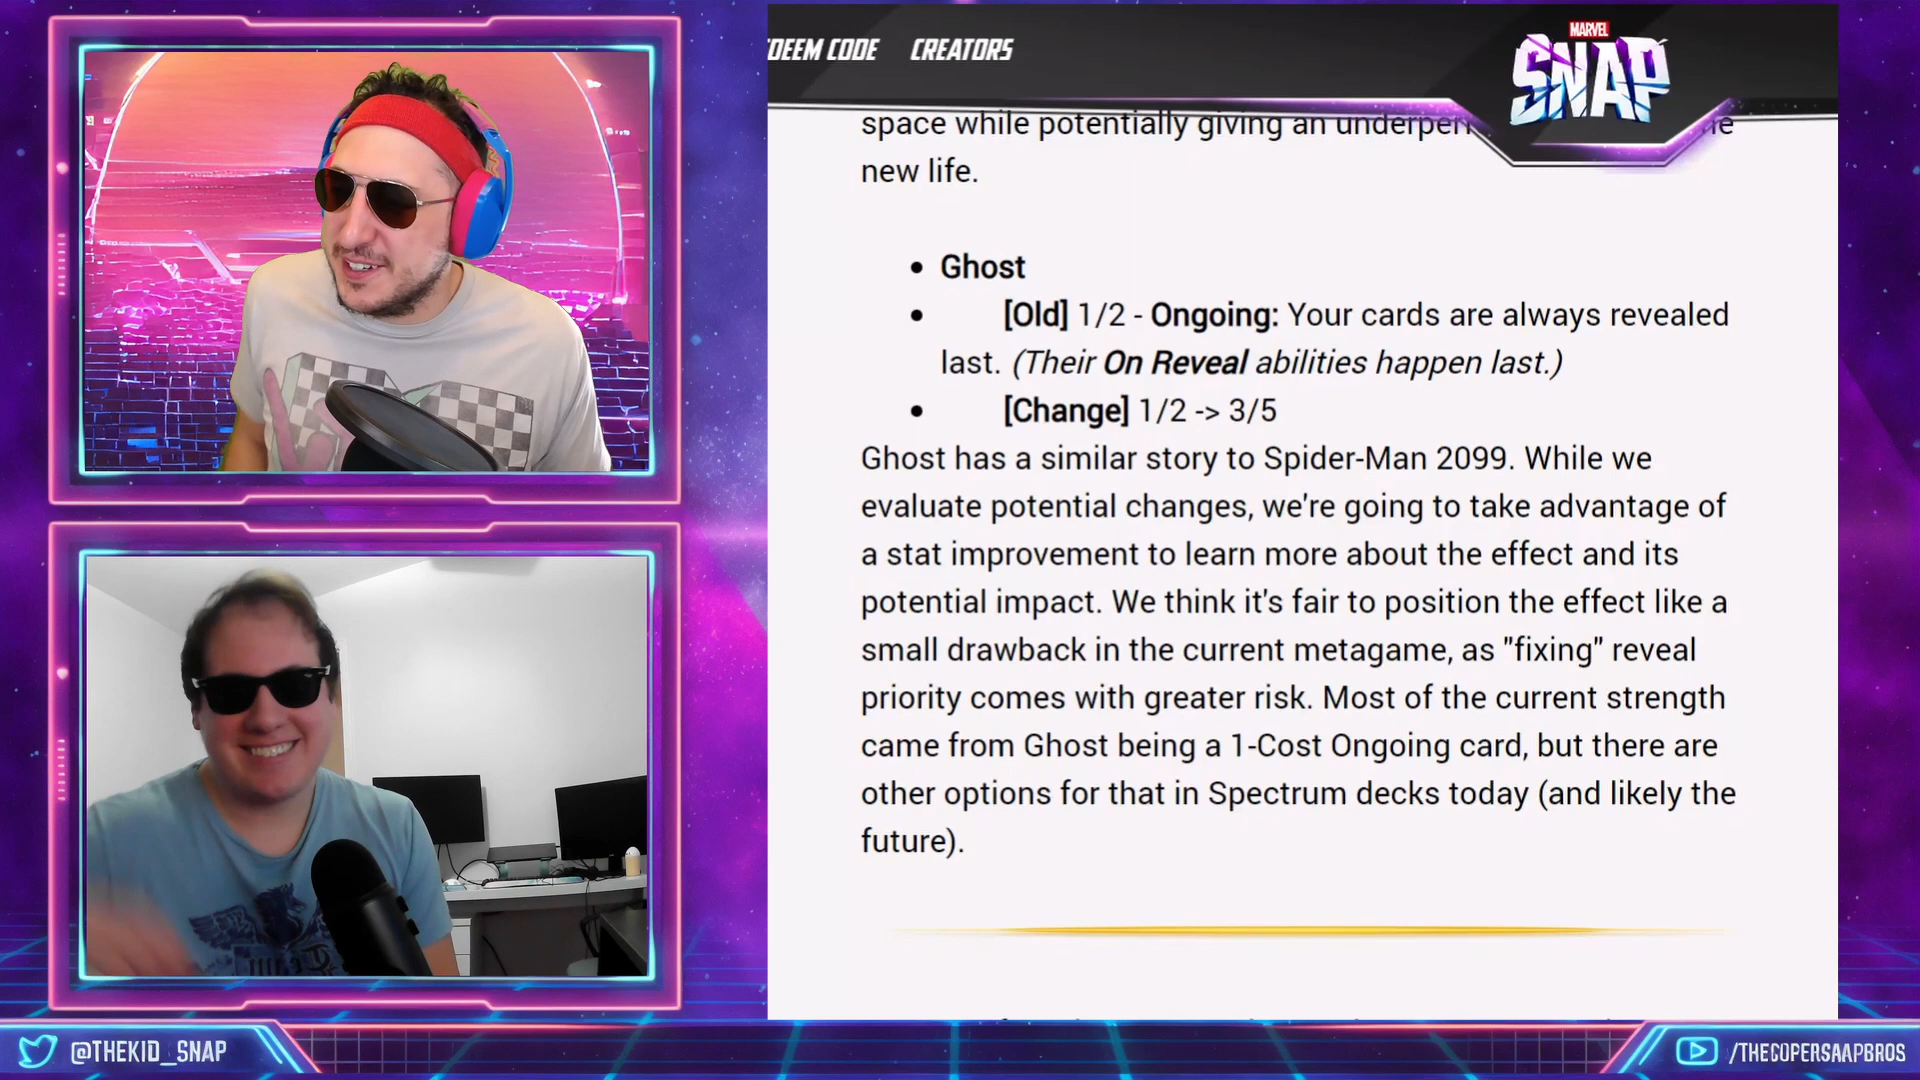 DEEM CODE CREATORS
MARVEL
SNAP
space while potentially giving an
new life.
• Ghost
• [Old] 1/2 - Ongoing: Your cards are always revealed
last. (Their On Reveal abilities happen last.)
• [Change] 1/2 -> 3/5
Ghost has a similar story to Spider-Man 2099. While we
evaluate potential changes, we're going to take advantage of
a stat improvement to learn more about the effect and its
potential impact. We think it's fair to position the effect like a
small drawback in the current metagame, as "fixing" reveal
priority comes with greater risk. Most of the current strength
came from Ghost being a 1-Cost Ongoing card, but there are
other options for that in Spectrum decks today (and likely the
future).
@THEKID_SNAP